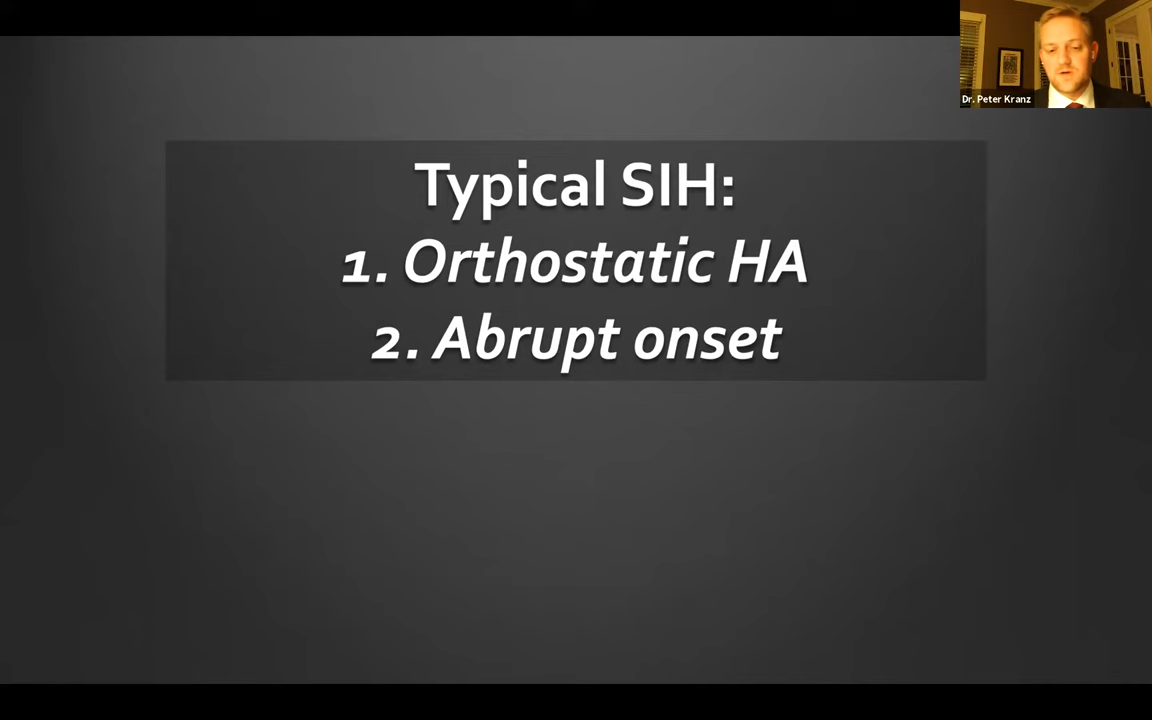 Dr. Peter Kranz
Typical SIH:
1. Orthostatic HA
2. Abrupt onset